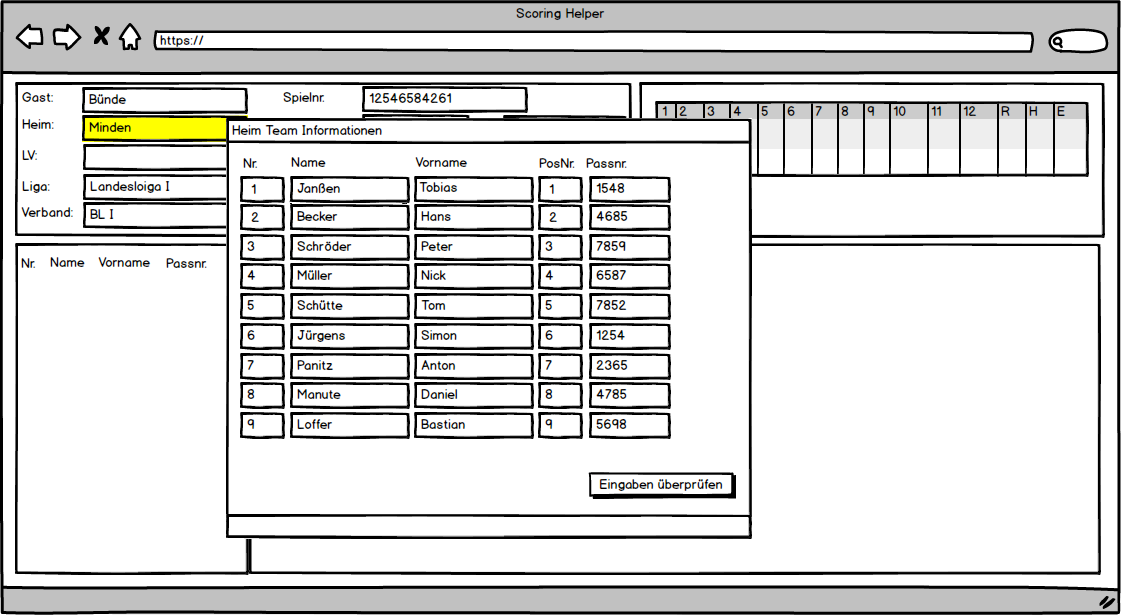 Scoring Helper
https://
Gast: Bünde Spielnr. 12546584261
Heim: Minden
LV:
Liga: Landesloiga I
Verband: BL I
1 2 3 4 5 6 7 8 9 10 11 12 R H E
Nr. Name Vorname Passnr.
Heim Team Informationen
Nr. Name Vorname PosNr. Passnr.
1 Janßen Tobias 1 1548
2 Becker Hans 2 4685
3 Schröder Peter 3 7859
4 Müller Nick 4 6587
5 Schütte Tom 5 7852
6 Jürgens Simon 6 1254
7 Panitz Anton 7 2365
8 Manute Daniel 8 4785
9 Loffer Bastian 9 5698
Eingaben überprüfen